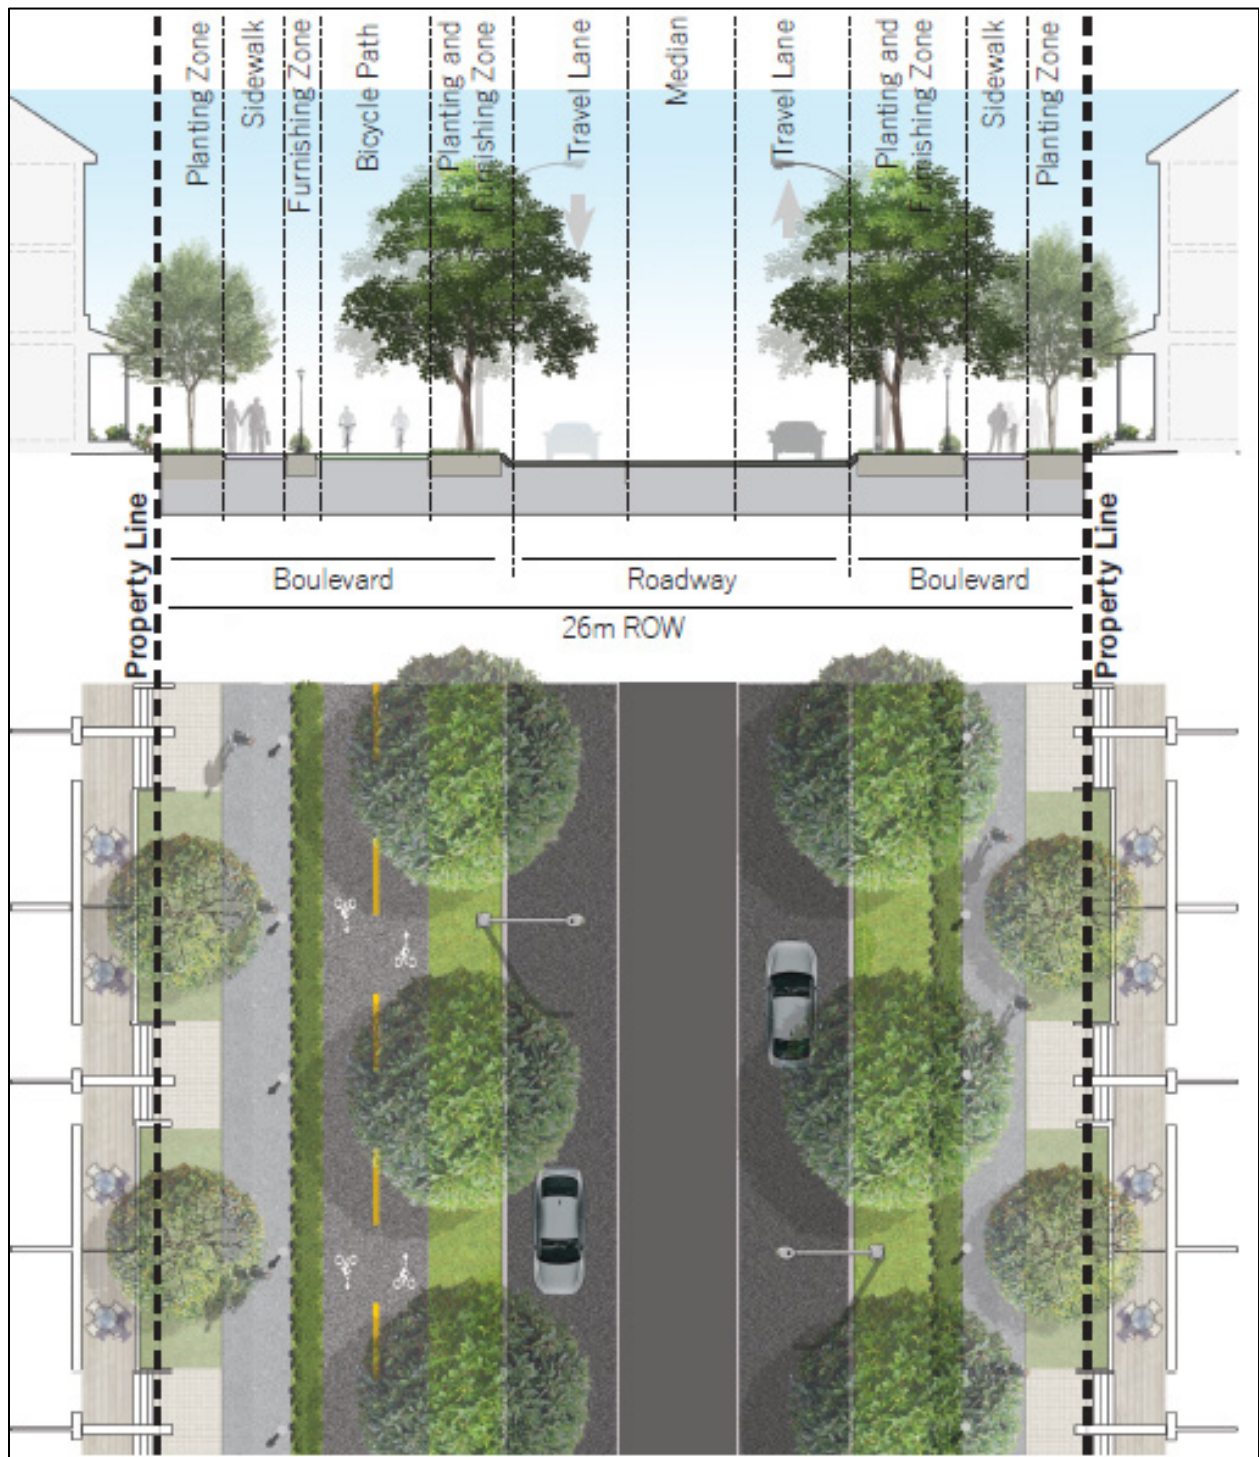 Planting Zone
Sidewalk
Furnishing Zone
Bicycle Path
Planting and
Furnishing Zone
Travel Lane
Median
Travel Lane
Planting and
Furnishing Zone
Sidewalk
Planting Zone
Property Line
Boulevard
Roadway
Boulevard
26m ROW
Property Line